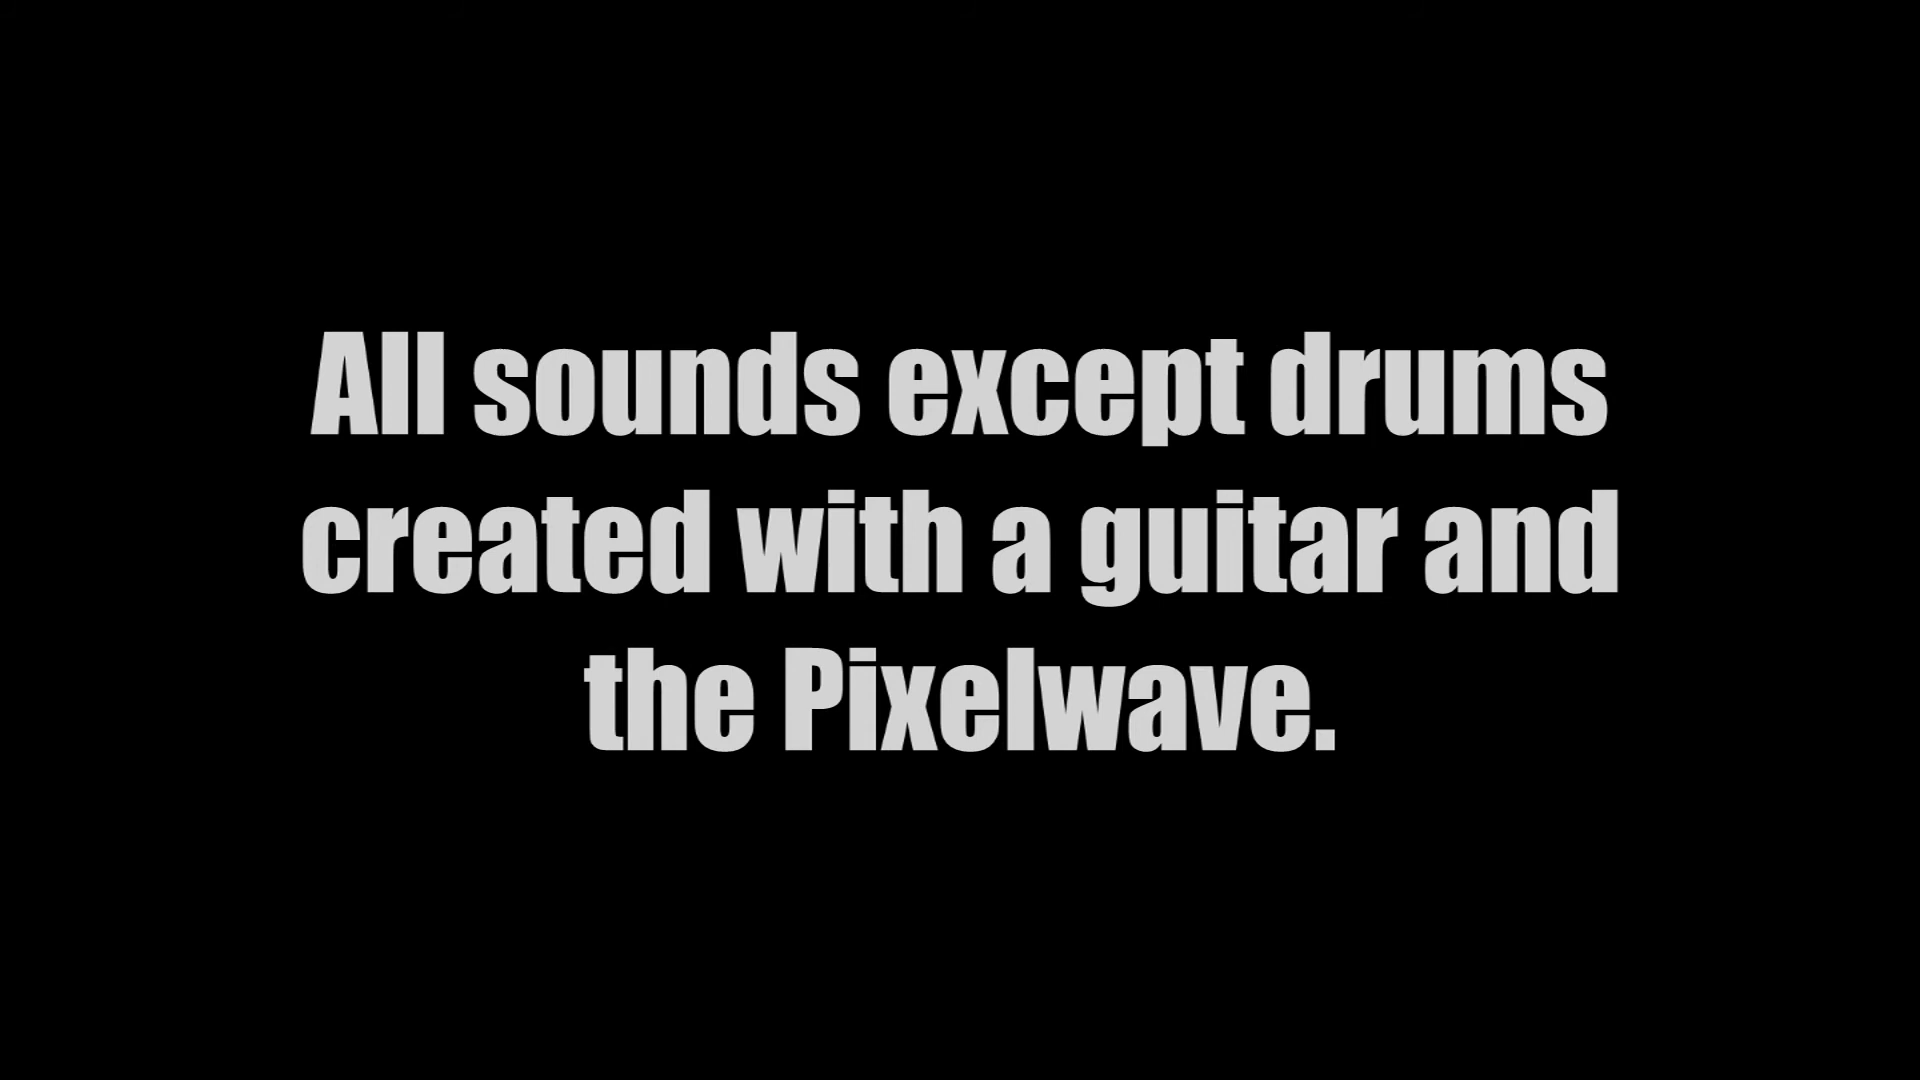 All sounds except drums
created with a guitar and
the Pixelwave.